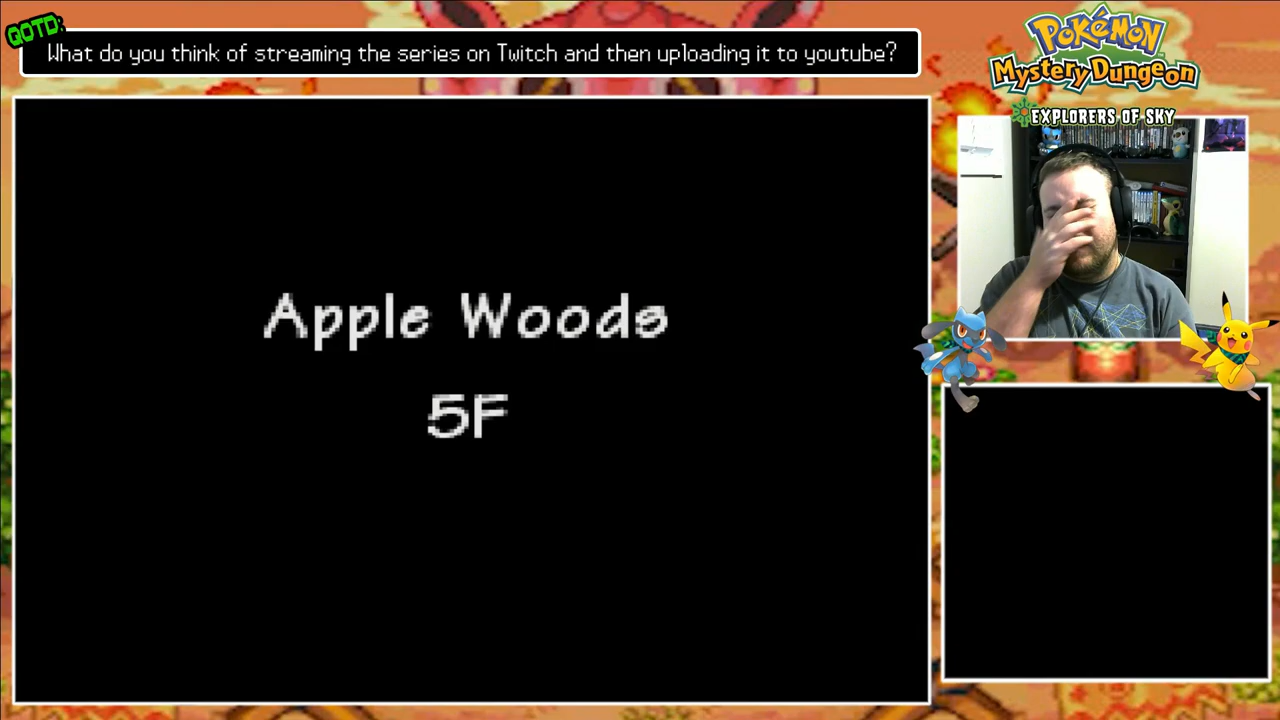 QOTD:
What do you think of streaming the series on Twitch and then uploading it to youtube?
POKéMON
Mystery Dungeon
EXPLORERS OF SKY
Apple Woods
5F